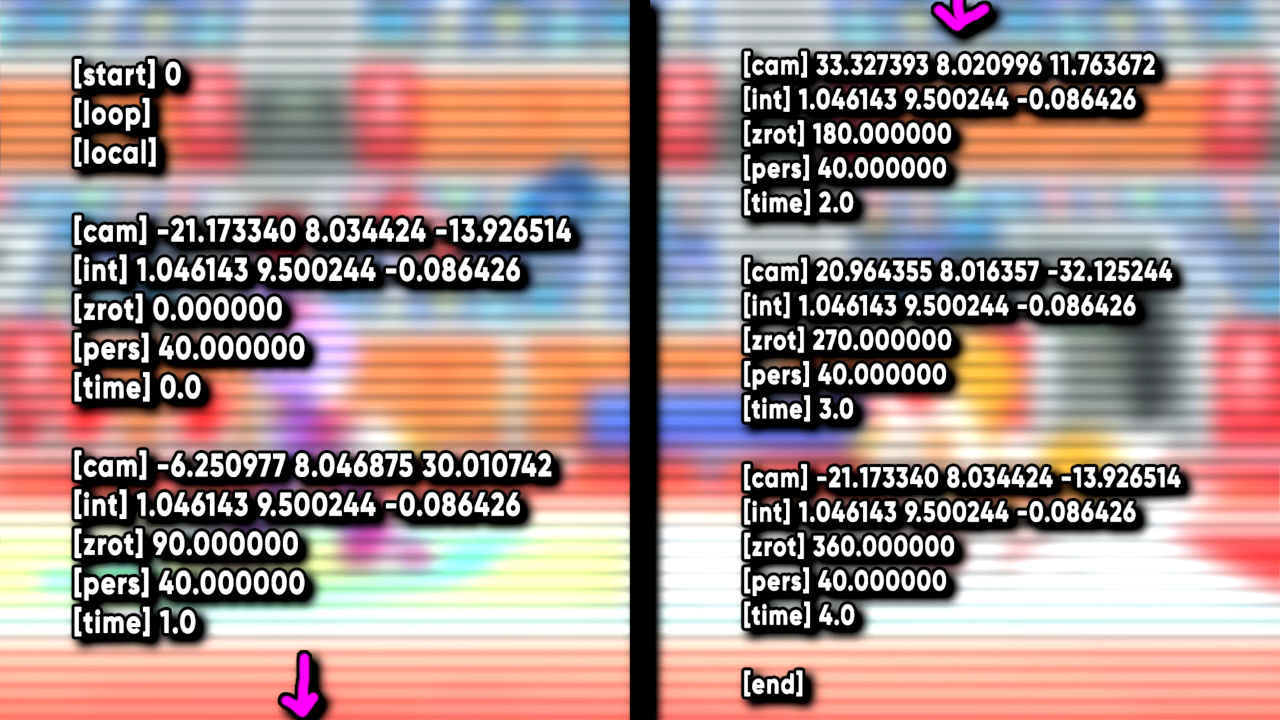 [start] 0
[loop]
[local]
[cam] -21.173340 8.034424 -13.926514
[int] 1.046143 9.500244 -0.086426
[zrot] 0.000000
[pers] 40.000000
[time] 0.0
[cam] -6.250977 8.046875 30.010742
[int] 1.046143 9.500244 -0.086426
[zrot] 90.000000
[pers] 40.000000
[time] 1.0
[cam] 33.327393 8.020996 11.763672
[int] 1.046143 9.500244 -0.086426
[zrot] 180.000000
[pers] 40.000000
[time] 2.0
[cam] 20.964355 8.016357 -32.125244
[int] 1.046143 9.500244 -0.086426
[zrot] 270.000000
[pers] 40.000000
[time] 3.0
[cam] -21.173340 8.034424 -13.926514
[int] 1.046143 9.500244 -0.086426
[zrot] 360.000000
[pers] 40.000000
[time] 4.0
[end]